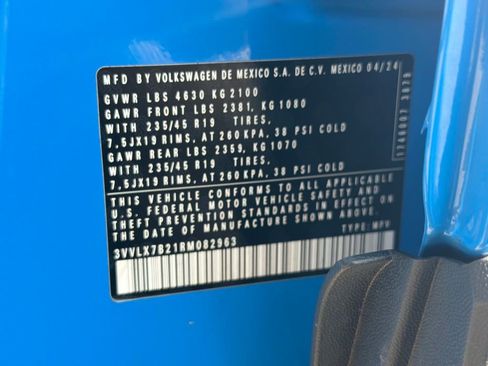 MFD BY VOLKSWAGEN DE MEXICO S.A. DE C.V. MEXICO 04/24
GVWR LBS 4630 KG 2100
GAWR FRONT LBS 2381, KG 1080
WITH 235/45 R19 TIRES,
7.5JX19 RIMS, AT 260 KPA, 38 PSI COLD
GAWR REAR LBS 2359, KG 1070
WITH 235/45 R19 TIRES,
7.5JX19 RIMS, AT 260 KPA, 38 PSI COLD
THIS VEHICLE CONFORMS TO ALL APPLICABLE
U.S. FEDERAL MOTOR VEHICLE SAFETY AND
THEFT PREVENTION STANDARDS IN EFFECT ON
THE DATE OF MANUFACTURE SHOWN ABOVE.
3VVLX7B21RM082963
TYPE: MPV